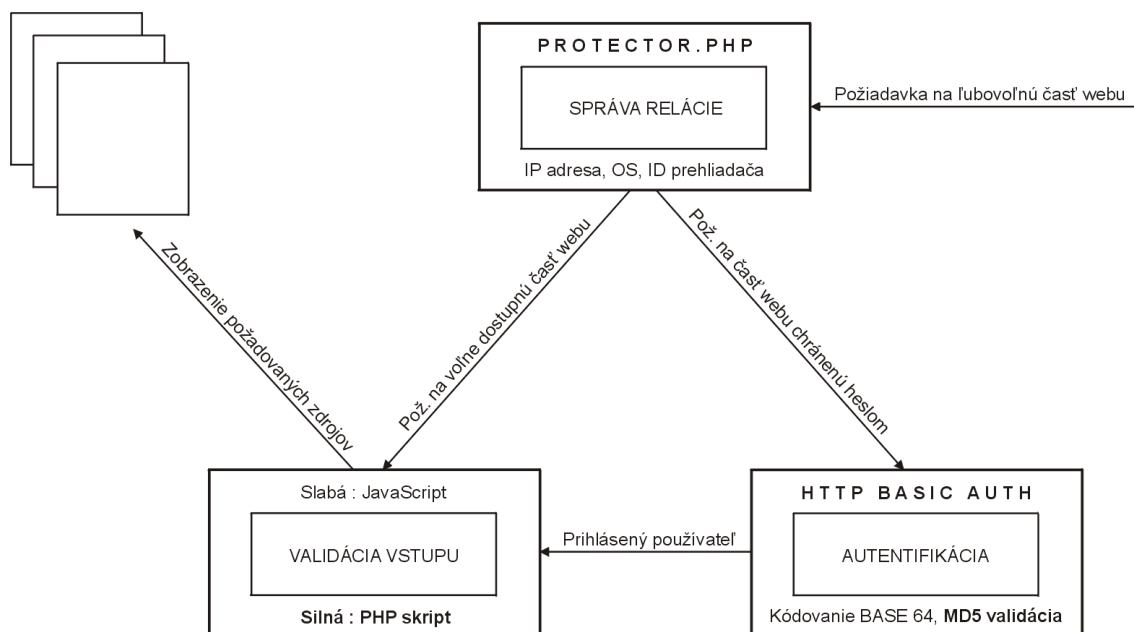 PROTECTOR.PHP
SPRÁVA RELÁCIE
IP adresa, OS, ID prehliadača
Požiadavka na ľubovoľnú časť webu
Zobrazenie požadovaných zdrojov
Pož. na voľne dostupnú časť webu
Pož. na časť webu chránenú heslom
Slabá : JavaScript
VALIDÁCIA VSTUPU
Silná : PHP skript
Prihlásený používateľ
HTTP BASIC AUTH
AUTENTIFIKÁCIA
Kódovanie BASE 64, MD5 validácia